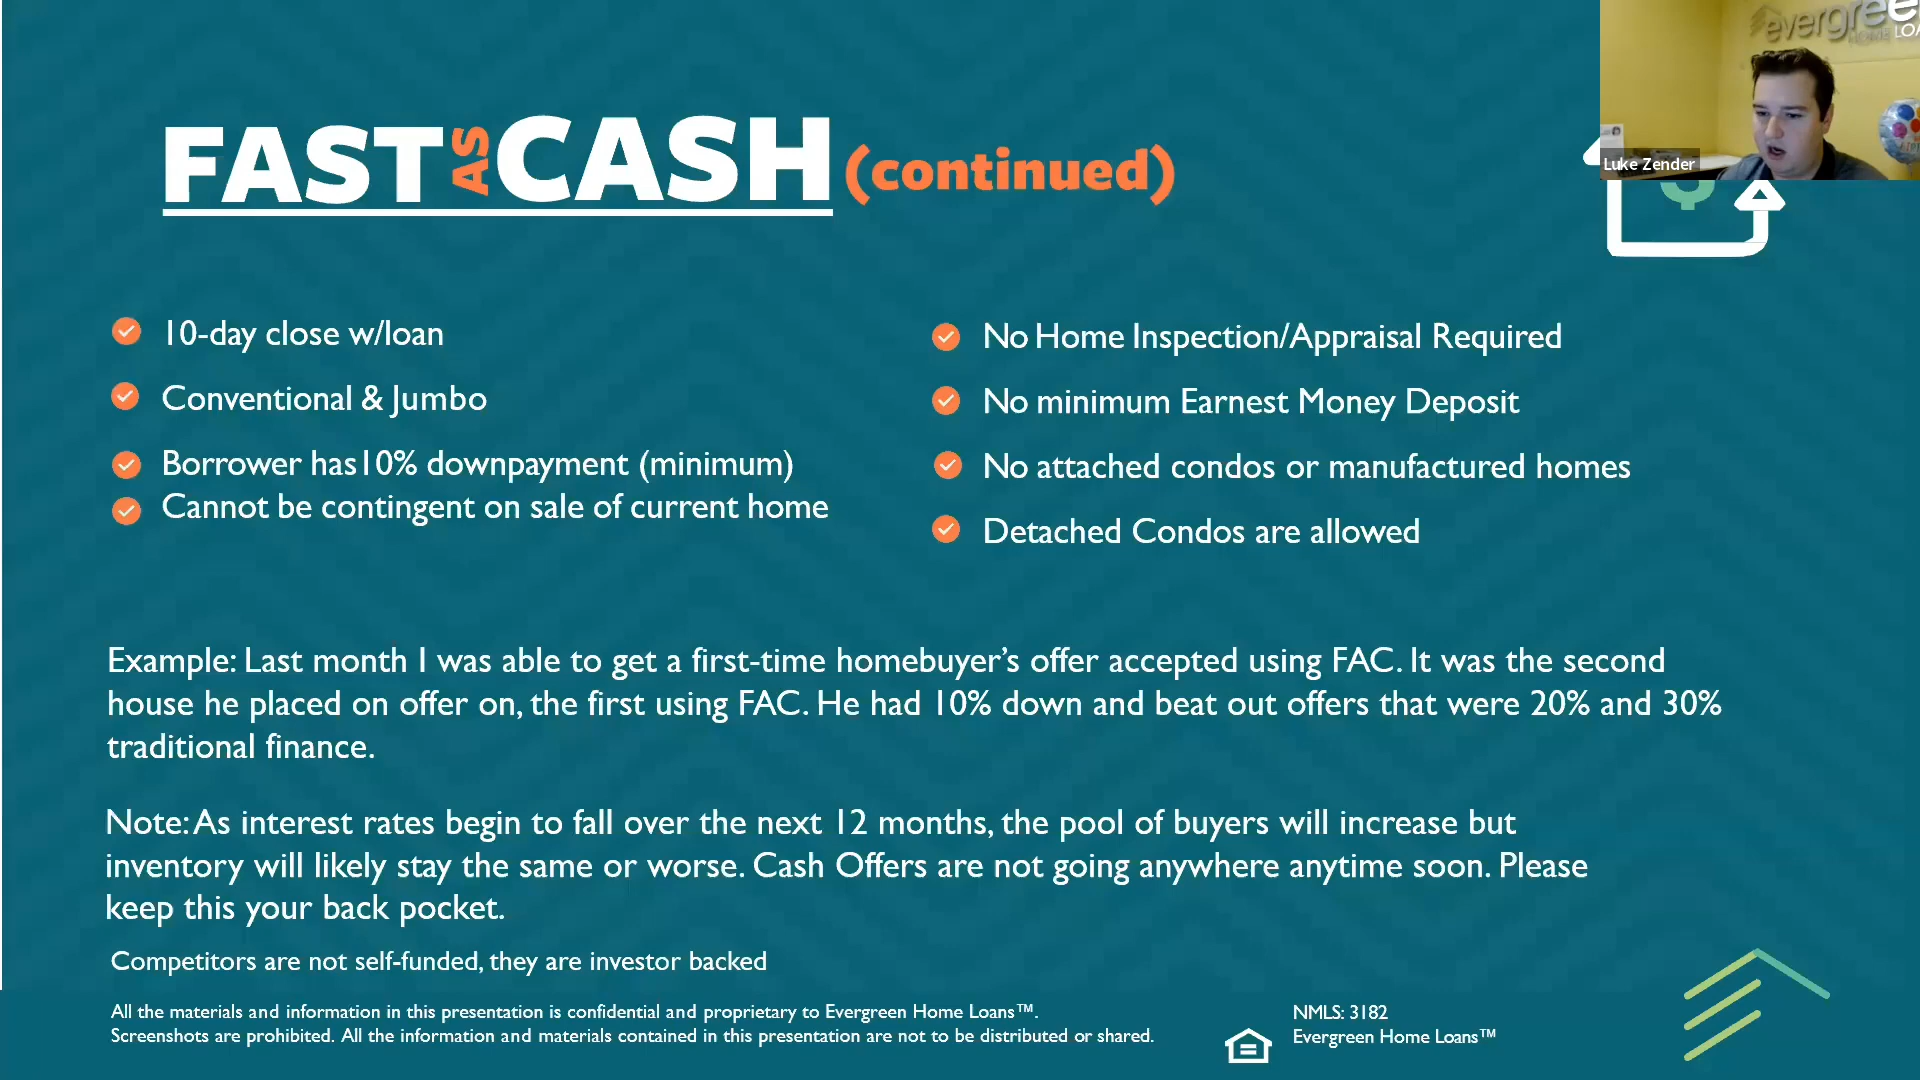 evergree
HOME LOA
Luke Zender
FAST AS CASH (continued)
$
10-day close w/loan
Conventional & Jumbo
Borrower has10% downpayment (minimum)
Cannot be contingent on sale of current home
No Home Inspection/Appraisal Required
No minimum Earnest Money Deposit
No attached condos or manufactured homes
Detached Condos are allowed
Example: Last month I was able to get a first-time homebuyer’s offer accepted using FAC. It was the second
house he placed on offer on, the first using FAC. He had 10% down and beat out offers that were 20% and 30%
traditional finance.
Note: As interest rates begin to fall over the next 12 months, the pool of buyers will increase but
inventory will likely stay the same or worse. Cash Offers are not going anywhere anytime soon. Please
keep this your back pocket.
Competitors are not self-funded, they are investor backed
All the materials and information in this presentation is confidential and proprietary to Evergreen Home Loans™.
Screenshots are prohibited. All the information and materials contained in this presentation are not to be distributed or shared.
NMLS: 3182
Evergreen Home Loans™